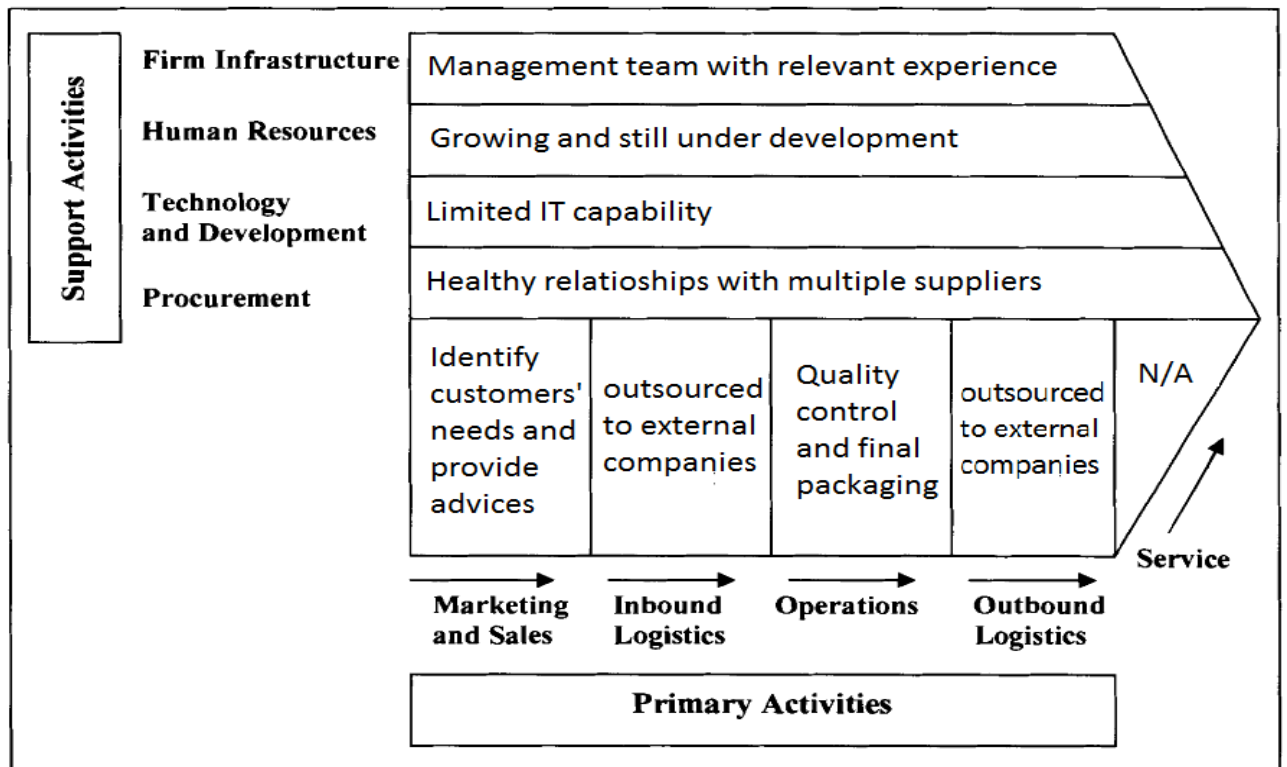 Support Activities
Firm Infrastructure
Management team with relevant experience
Human Resources
Growing and still under development
Technology
and Development
Limited IT capability
Procurement
Healthy relatioships with multiple suppliers
Identify
customers'
needs and
provide
advices
outsourced
to external
companies
Quality
control
and final
packaging
outsourced
to external
companies
N/A
Service
Marketing
and Sales
Inbound
Logistics
Operations
Outbound
Logistics
Primary Activities